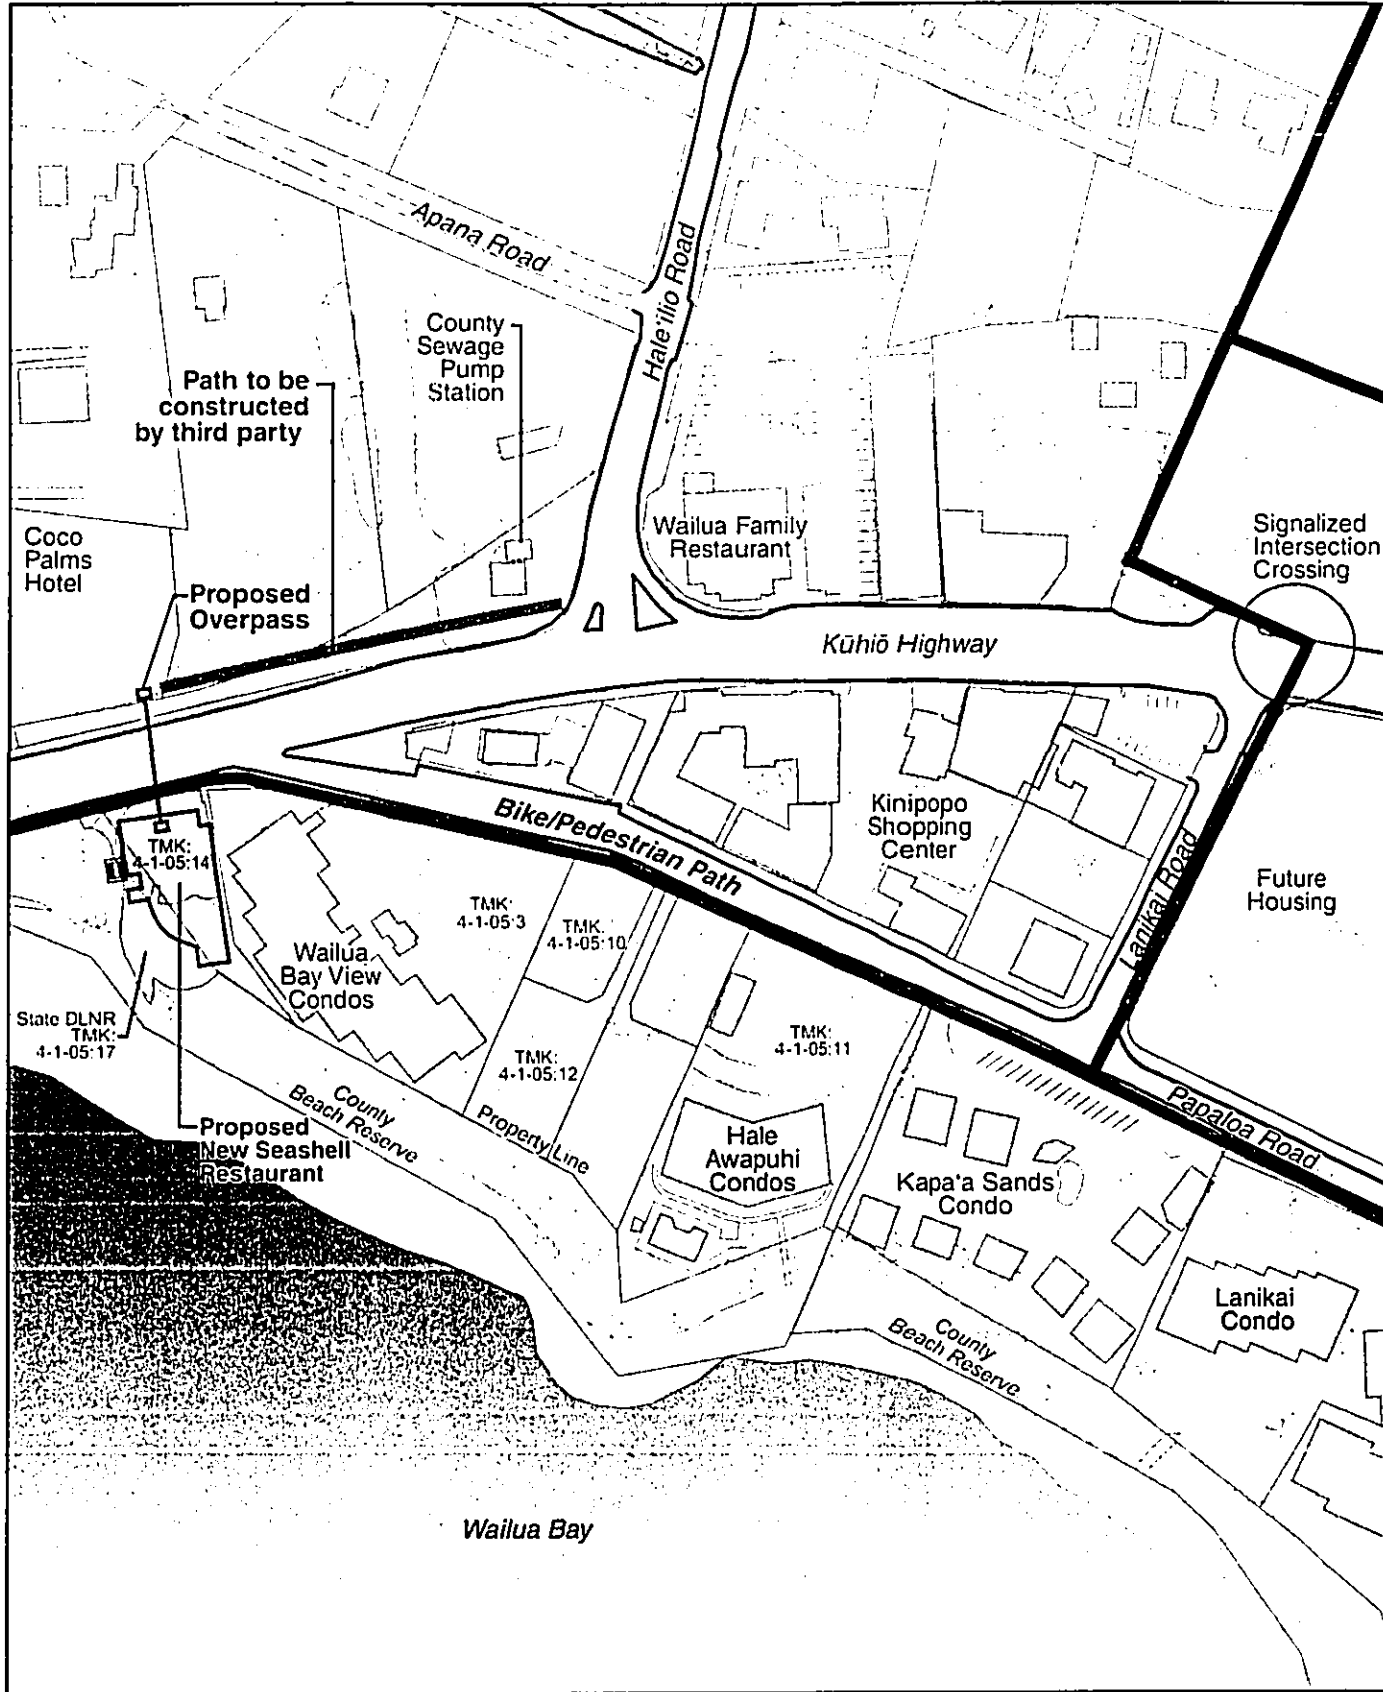 Apana Road
Hale'ilio Road
County
Sewage
Pump
Station
Path to be
constructed
by third party
Coco
Palms
Hotel
Wailua Family
Restaurant
Signalized
Intersection
Crossing
Proposed
Overpass
Kūhiō Highway
Bike/Pedestrian Path
Kinipopo
Shopping
Center
Lanikai Road
Future
Housing
TMK:
4-1-05:14
TMK:
4-1-05:3
TMK:
4-1-05:10
Wailua
Bay View
Condos
State DLNR
TMK:
4-1-05:17
TMK:
4-1-05:12
TMK:
4-1-05:11
County
Beach Reserve
Property Line
Papaloa Road
Proposed
New Seashell
Restaurant
Hale
Awapuhi
Condos
Kapa'a Sands
Condo
Lanikai
Condo
County
Beach Reserve
Wailua Bay